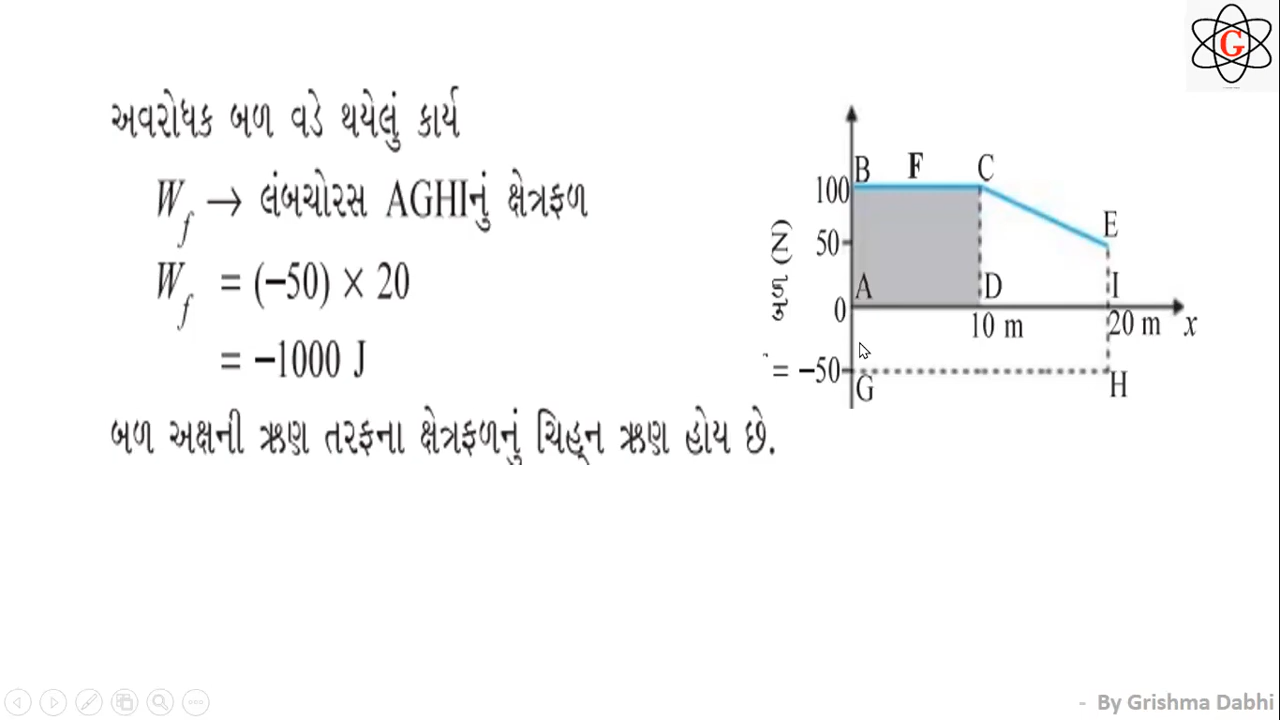 G
અવરોધક બળ વડે થયેલું કાર્ય
W_f → લંબચોરસ AGHIનું ક્ષેત્રફળ
W_f = (−50) × 20
= −1000 J
બળ અક્ષની ઋણ તરફના ક્ષેત્રફળનું ચિહ્ન ઋણ હોય છે.
B F C
100
E
50
બળ (N)
A D I
0
10 m 20 m x
= −50
G H
- By Grishma Dabhi